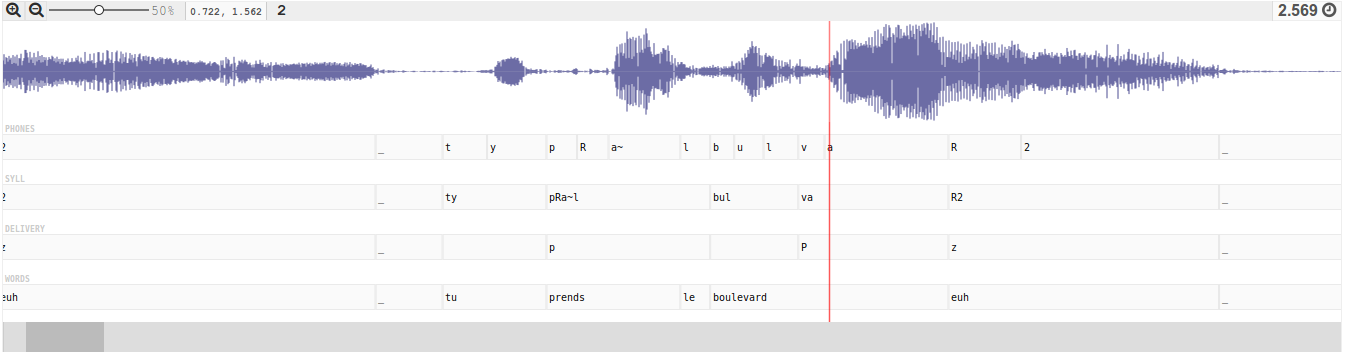 50% 0.722, 1.562 2 2.569
PHONES
2 _ t y p R a~ l b u l v a R 2 _
SYLL
2 _ ty pRa~l bul va R2 _
DELIVERY
z _ p P z _
WORDS
euh _ tu prends le boulevard euh _